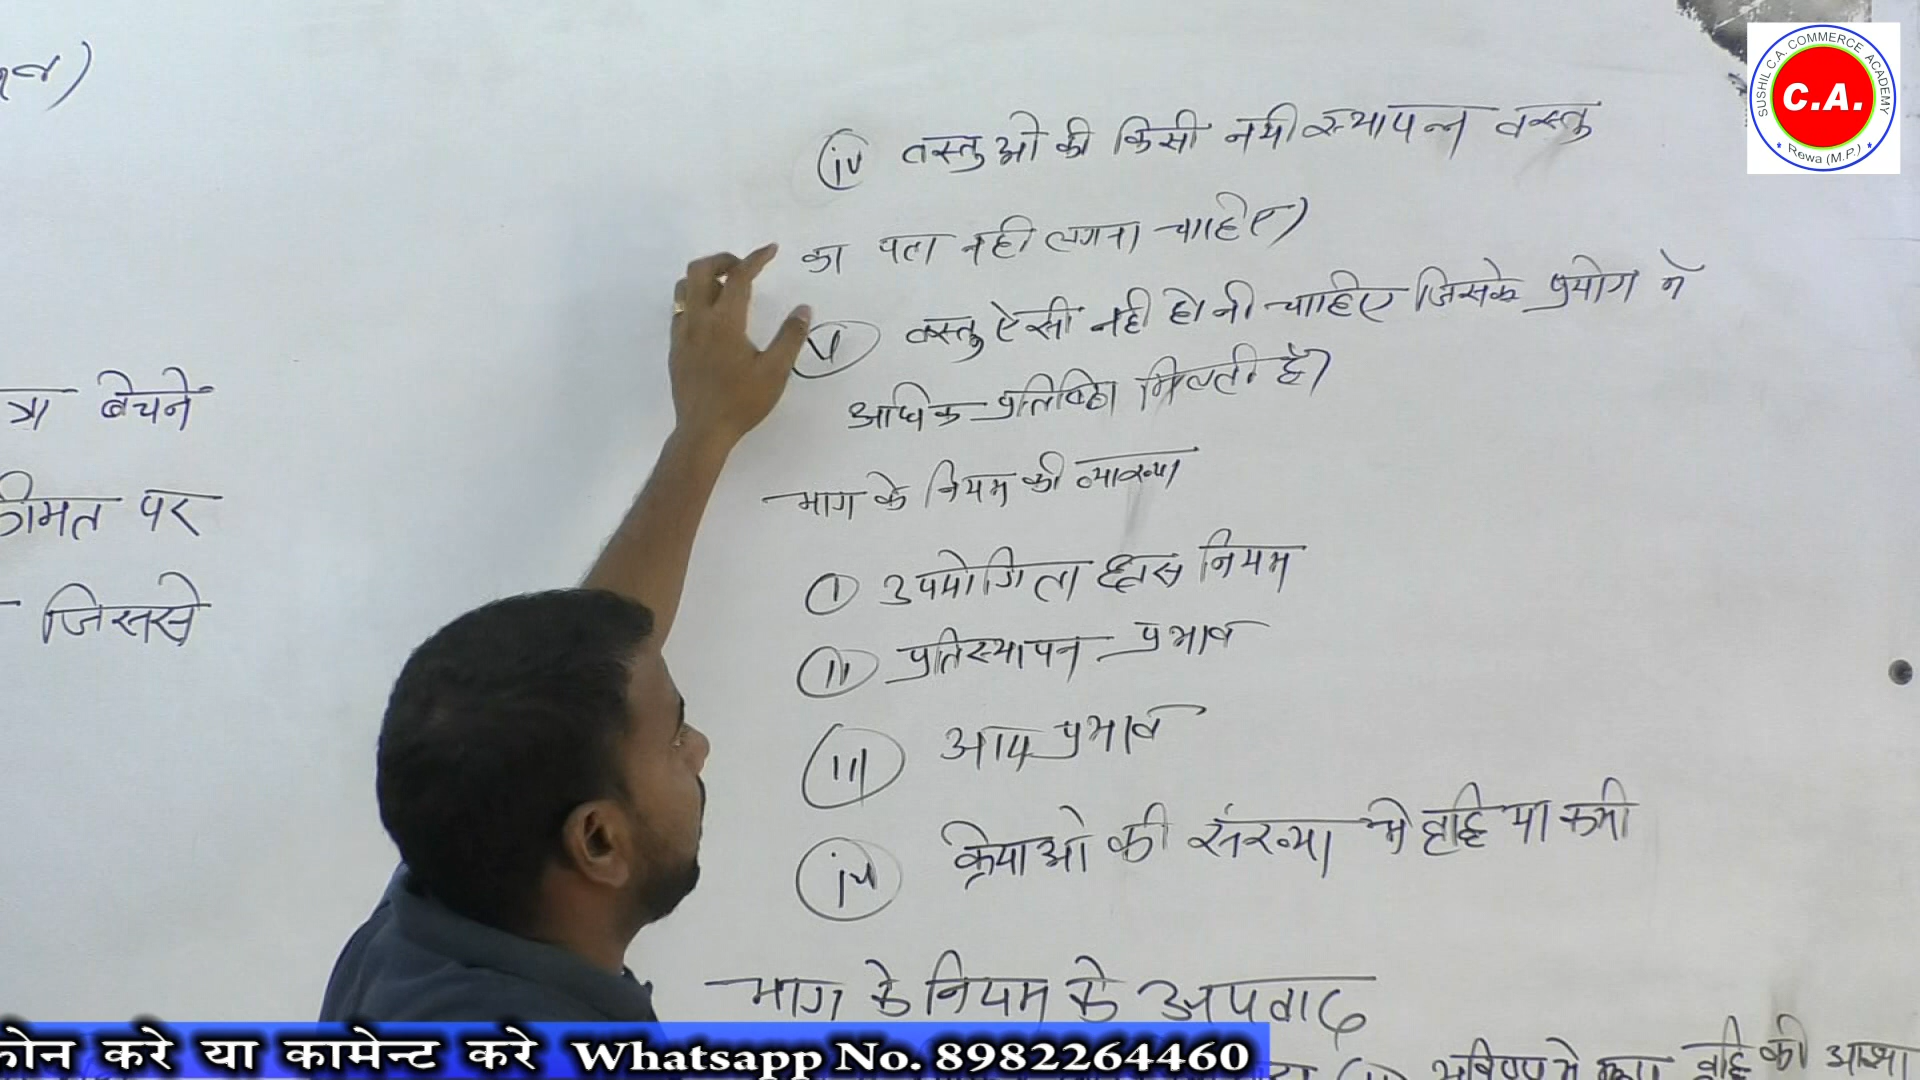 त्रा बेचने
कीमत पर
जिससे
(iv) वस्तुओ की किसी नयी स्थापन्न वस्तु
का पता नही लगना चाहिए)
(v) वस्तु ऐसी नही होनी चाहिए जिसके प्रयोग मे
अधिक प्रतिष्ठा मिलती है)
माग के नियम की व्याख्या
(i) उपयोगिता ह्रास नियम
(ii) प्रतिस्थापन प्रभाव
(iii) आय प्रभाव
(iv) क्रियाओ की संख्या मे वृद्धि या कमी
माग के नियम के अपवाद
भविष्य मे मूल्य वृद्धि की आशा
फोन करे या कामेन्ट करे Whatsapp No. 8982264460
SUSHIL C.A. COMMERCE ACADEMY
C.A.
Rewa (M.P.)